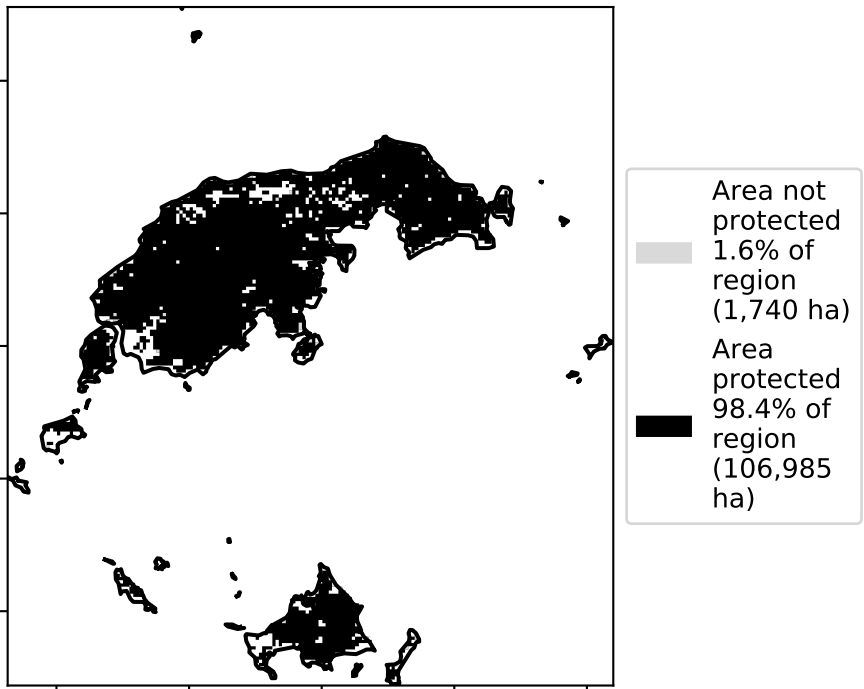 Area not
protected
1.6% of
region
(1,740 ha)
Area
protected
98.4% of
region
(106,985
ha)